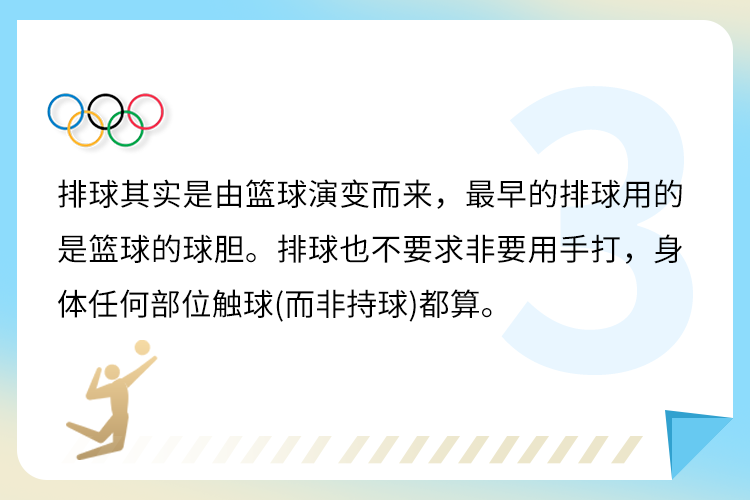 3
排球其实是由篮球演变而来，最早的排球用的
是篮球的球胆。排球也不要求非要用手打，身
体任何部位触球(而非持球)都算。